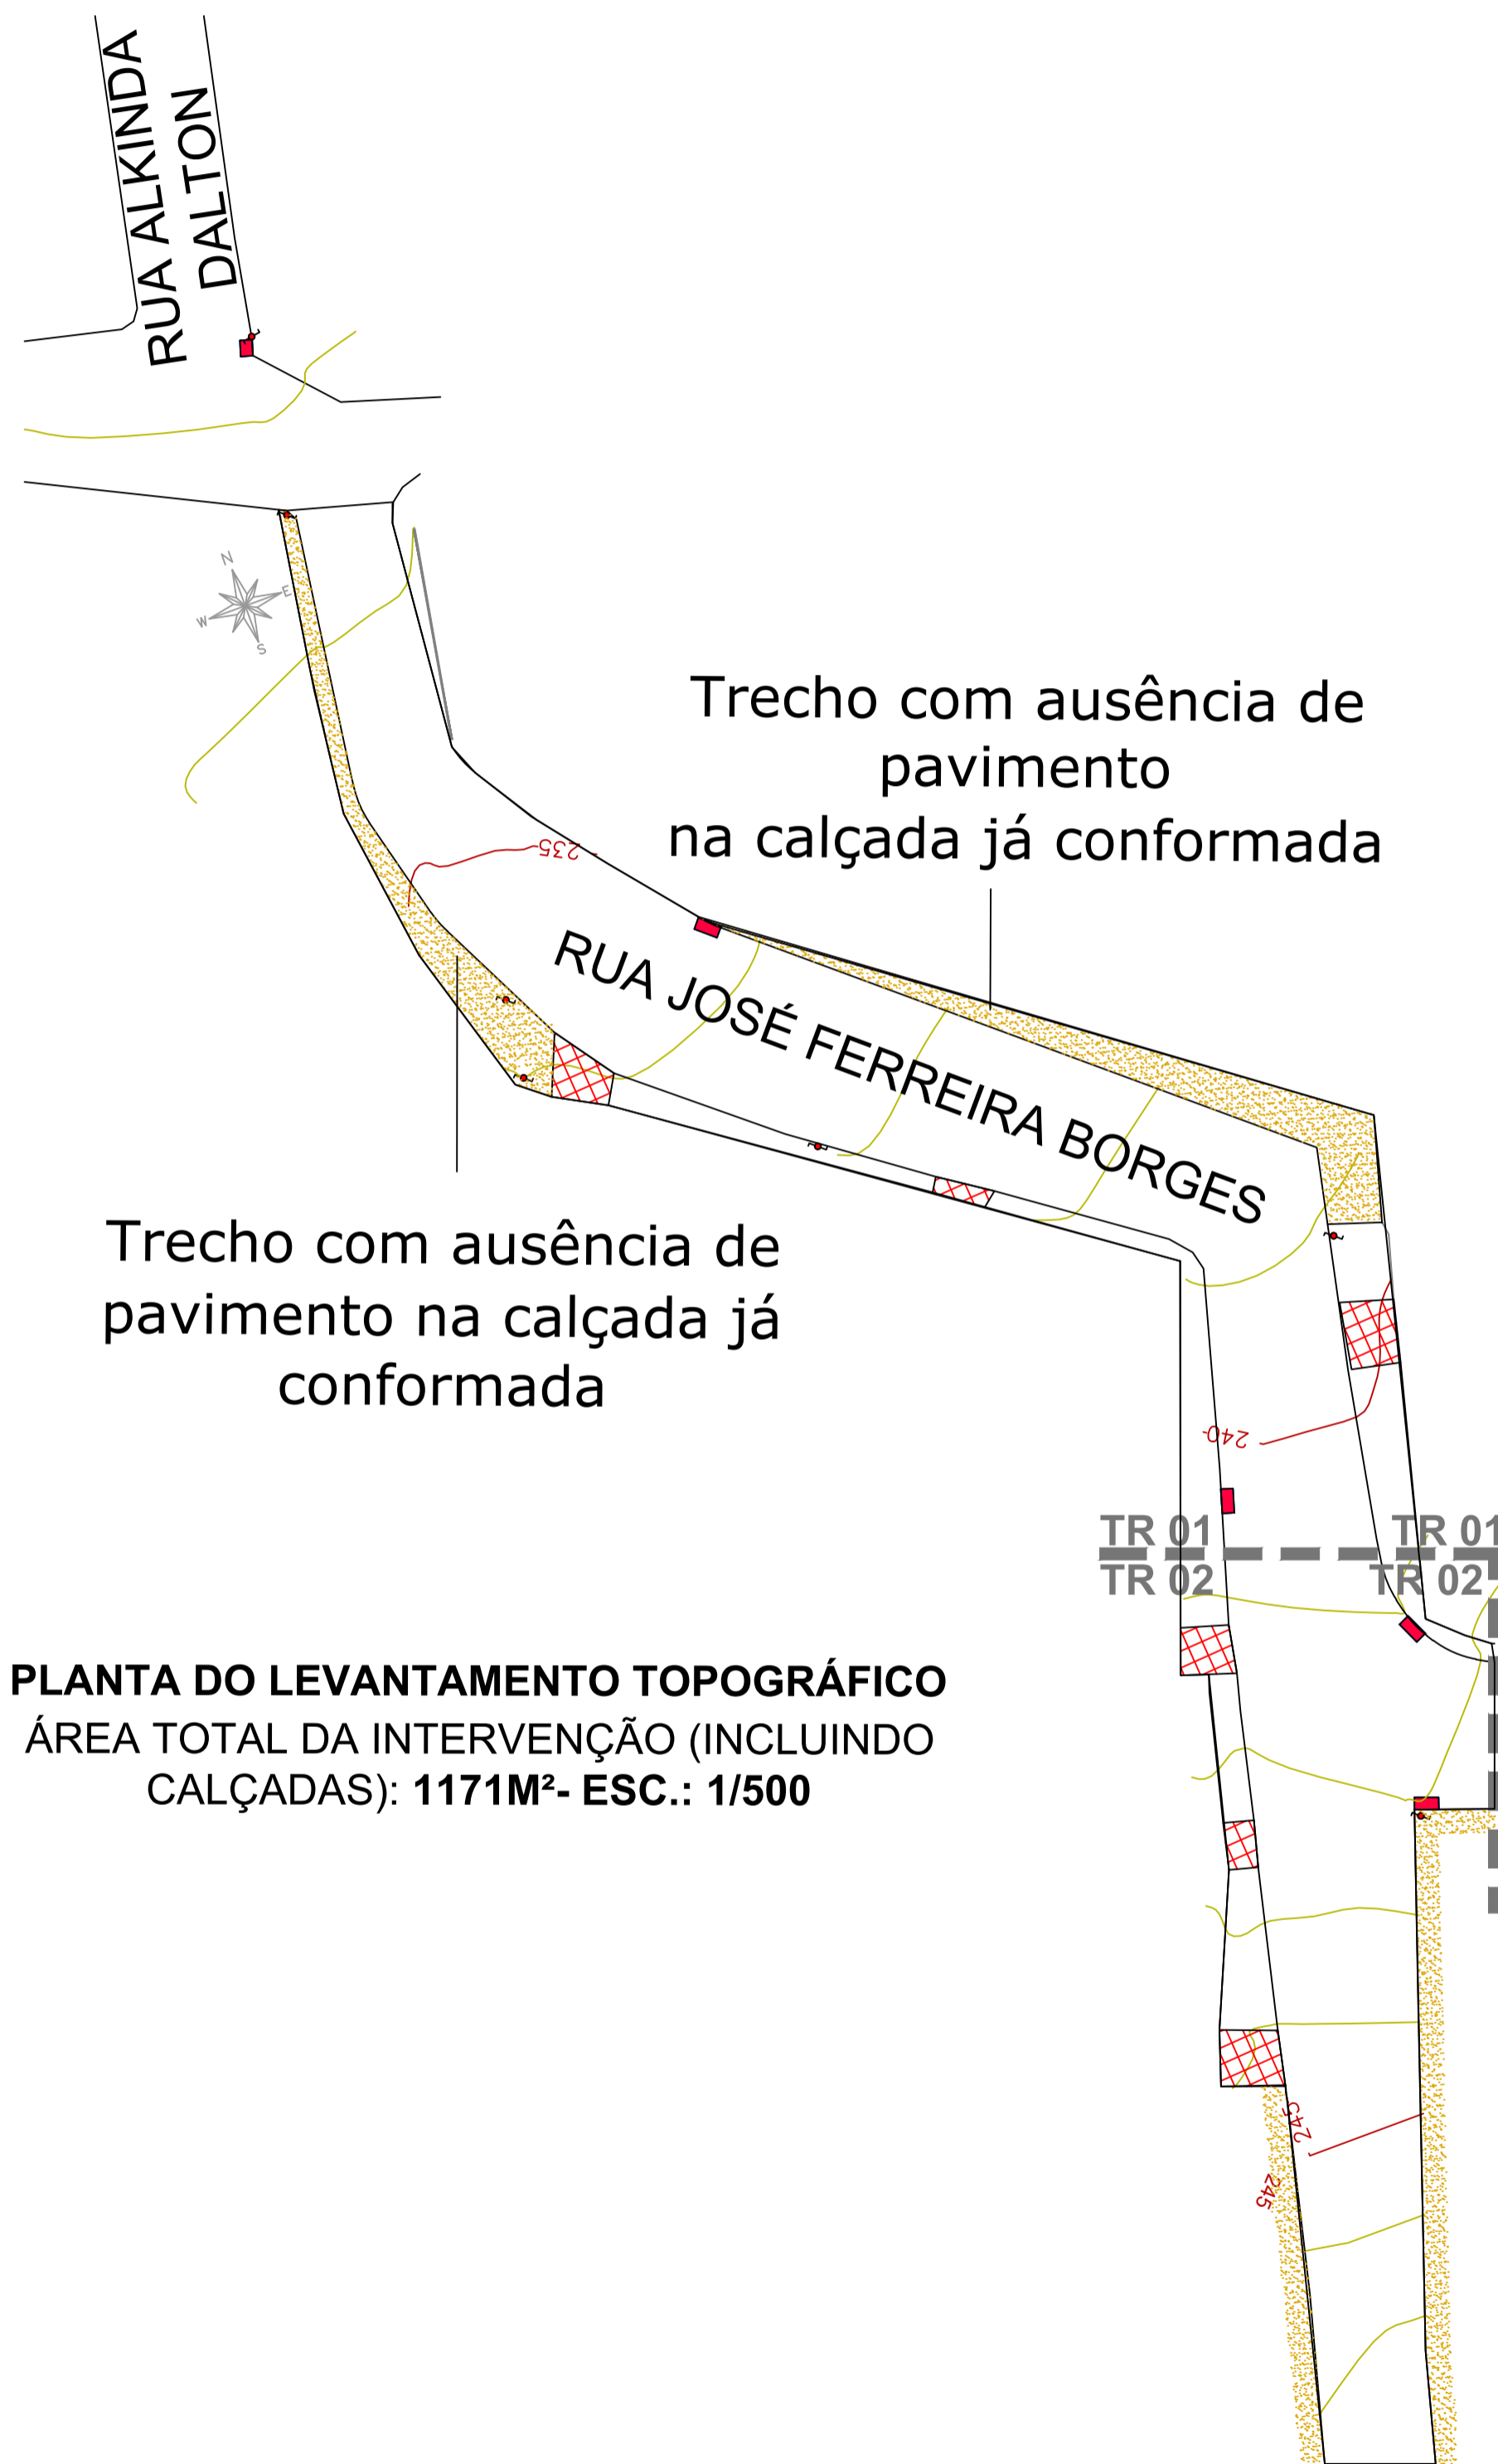 RUA ALKINDA
DALTON
N
E
W
S
Trecho com ausência de
pavimento
na calçada já conformada
235
RUA JOSÉ FERREIRA BORGES
Trecho com ausência de
pavimento na calçada já
conformada
240
TR 01
TR 01
TR 02
TR 02
PLANTA DO LEVANTAMENTO TOPOGRÁFICO
ÁREA TOTAL DA INTERVENÇÃO (INCLUINDO
CALÇADAS): 1171M²- ESC.: 1/500
245
245